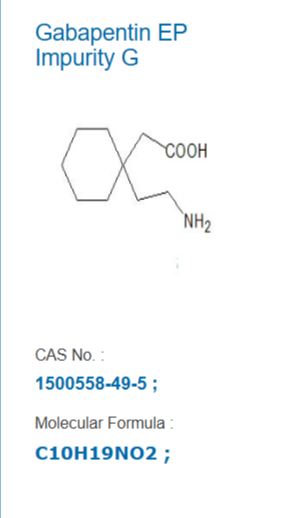 Gabapentin EP
Impurity G
COOH
NH2
CAS No. :
1500558-49-5 ;
Molecular Formula :
C10H19NO2 ;